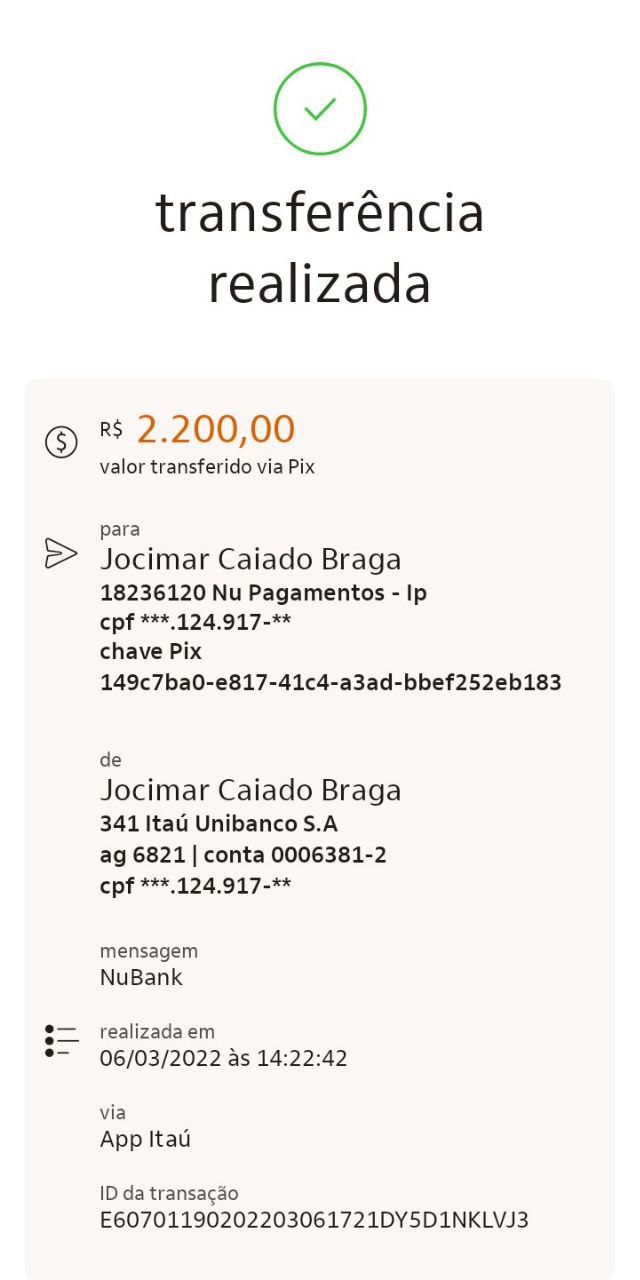 transferência
realizada
R$ 2.200,00
valor transferido via Pix
para
Jocimar Caiado Braga
18236120 Nu Pagamentos - Ip
cpf ***.124.917-**
chave Pix
149c7ba0-e817-41c4-a3ad-bbef252eb183
de
Jocimar Caiado Braga
341 Itaú Unibanco S.A
ag 6821 | conta 0006381-2
cpf ***.124.917-**
mensagem
NuBank
realizada em
06/03/2022 às 14:22:42
via
App Itaú
ID da transação
E60701190202203061721DY5D1NKLVJ3